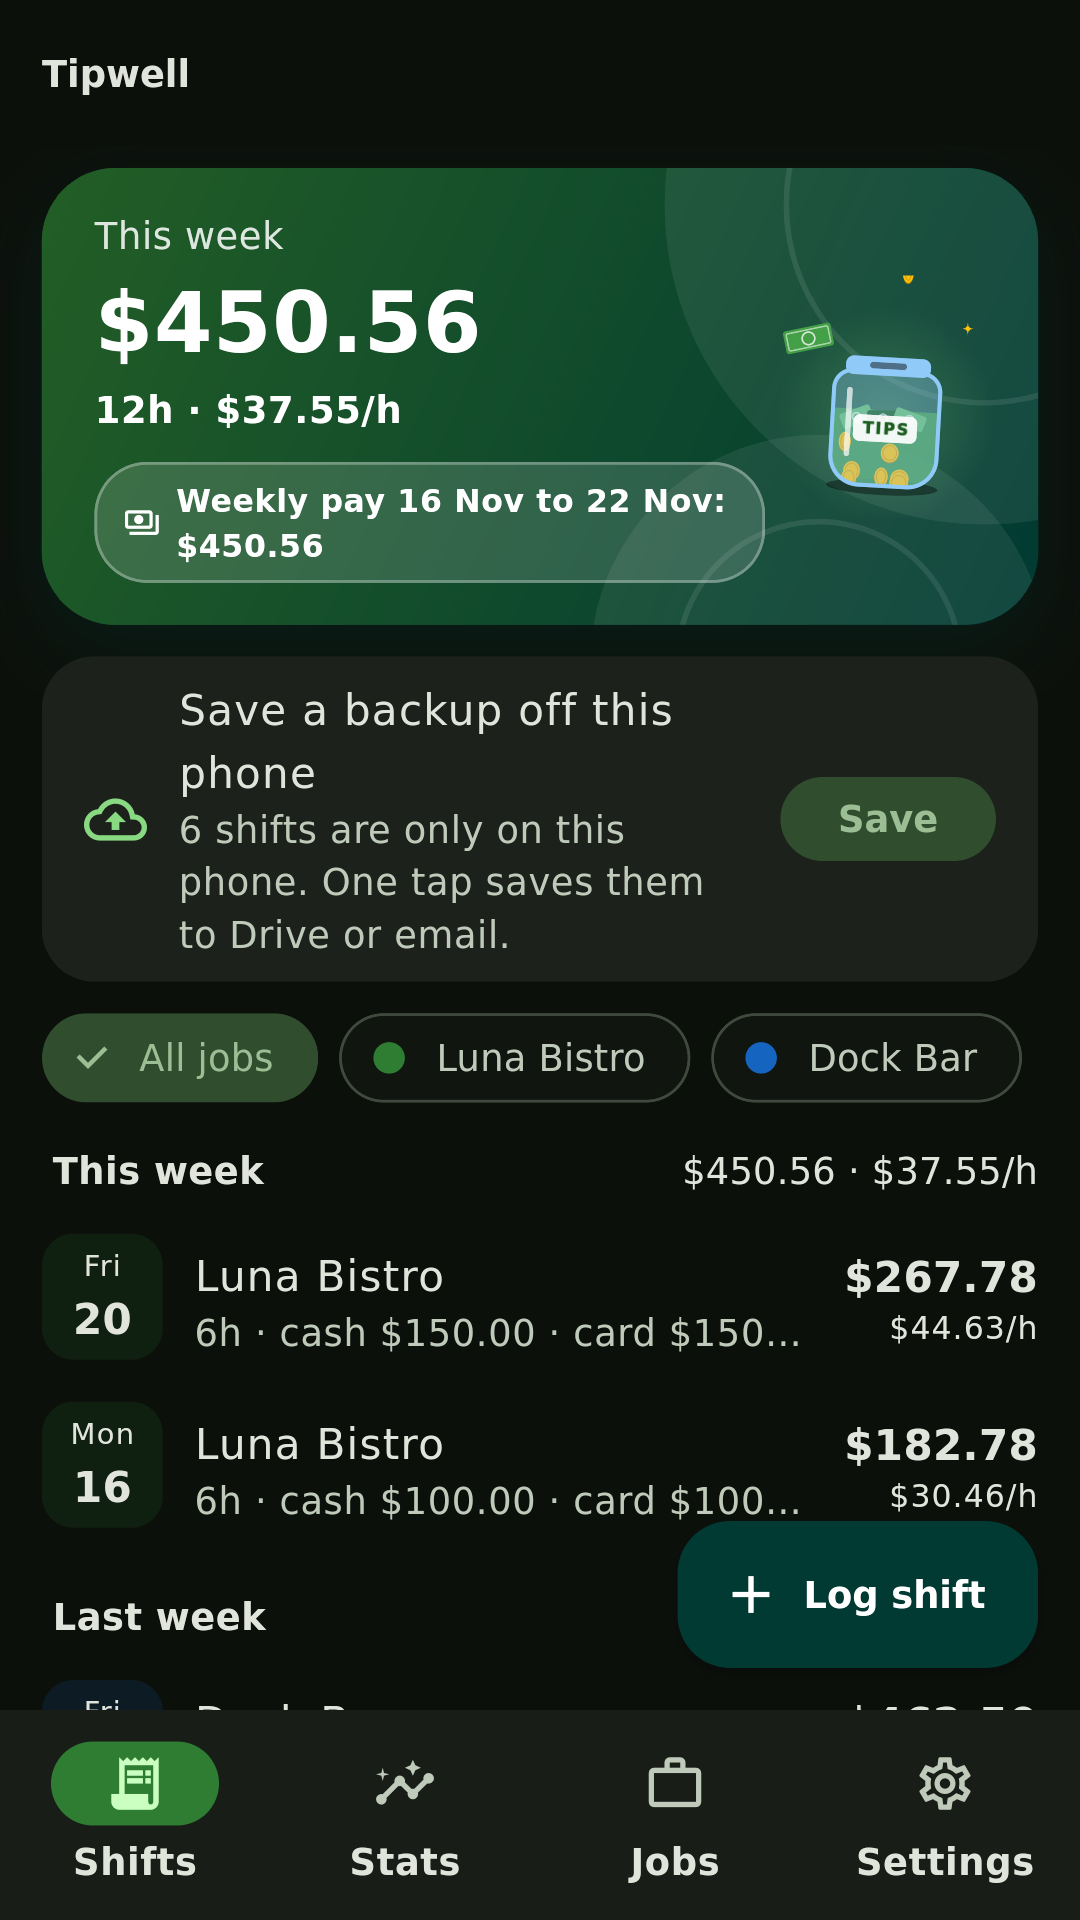 Tipwell
This week
$450.56
12h · $37.55/h
TIPS
Weekly pay 16 Nov to 22 Nov:
$450.56
Save a backup off this
phone
6 shifts are only on this
phone. One tap saves them
to Drive or email.
Save
All jobs
Luna Bistro
Dock Bar
This week
$450.56 · $37.55/h
Fri
20
Luna Bistro
6h · cash $150.00 · card $150…
$267.78
$44.63/h
Mon
16
Luna Bistro
6h · cash $100.00 · card $100…
$182.78
$30.46/h
Last week
Log shift
Fri
Shifts
Stats
Jobs
Settings